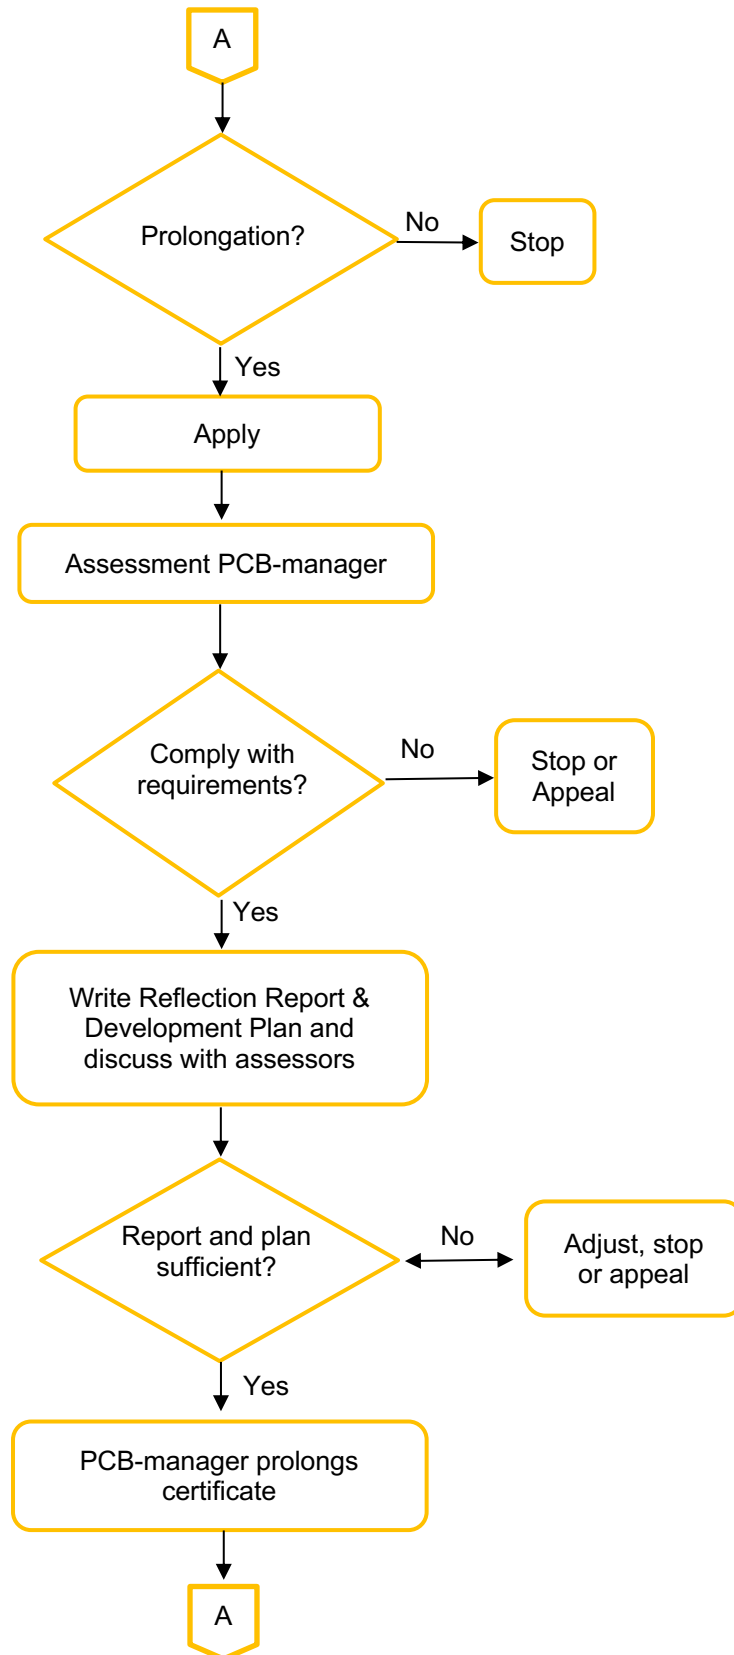 A
Prolongation?
No
Stop
Yes
Apply
Assessment PCB-manager
Comply with
requirements?
No
Stop or
Appeal
Yes
Write Reflection Report &
Development Plan and
discuss with assessors
Report and plan
sufficient?
No
Adjust, stop
or appeal
Yes
PCB-manager prolongs
certificate
A